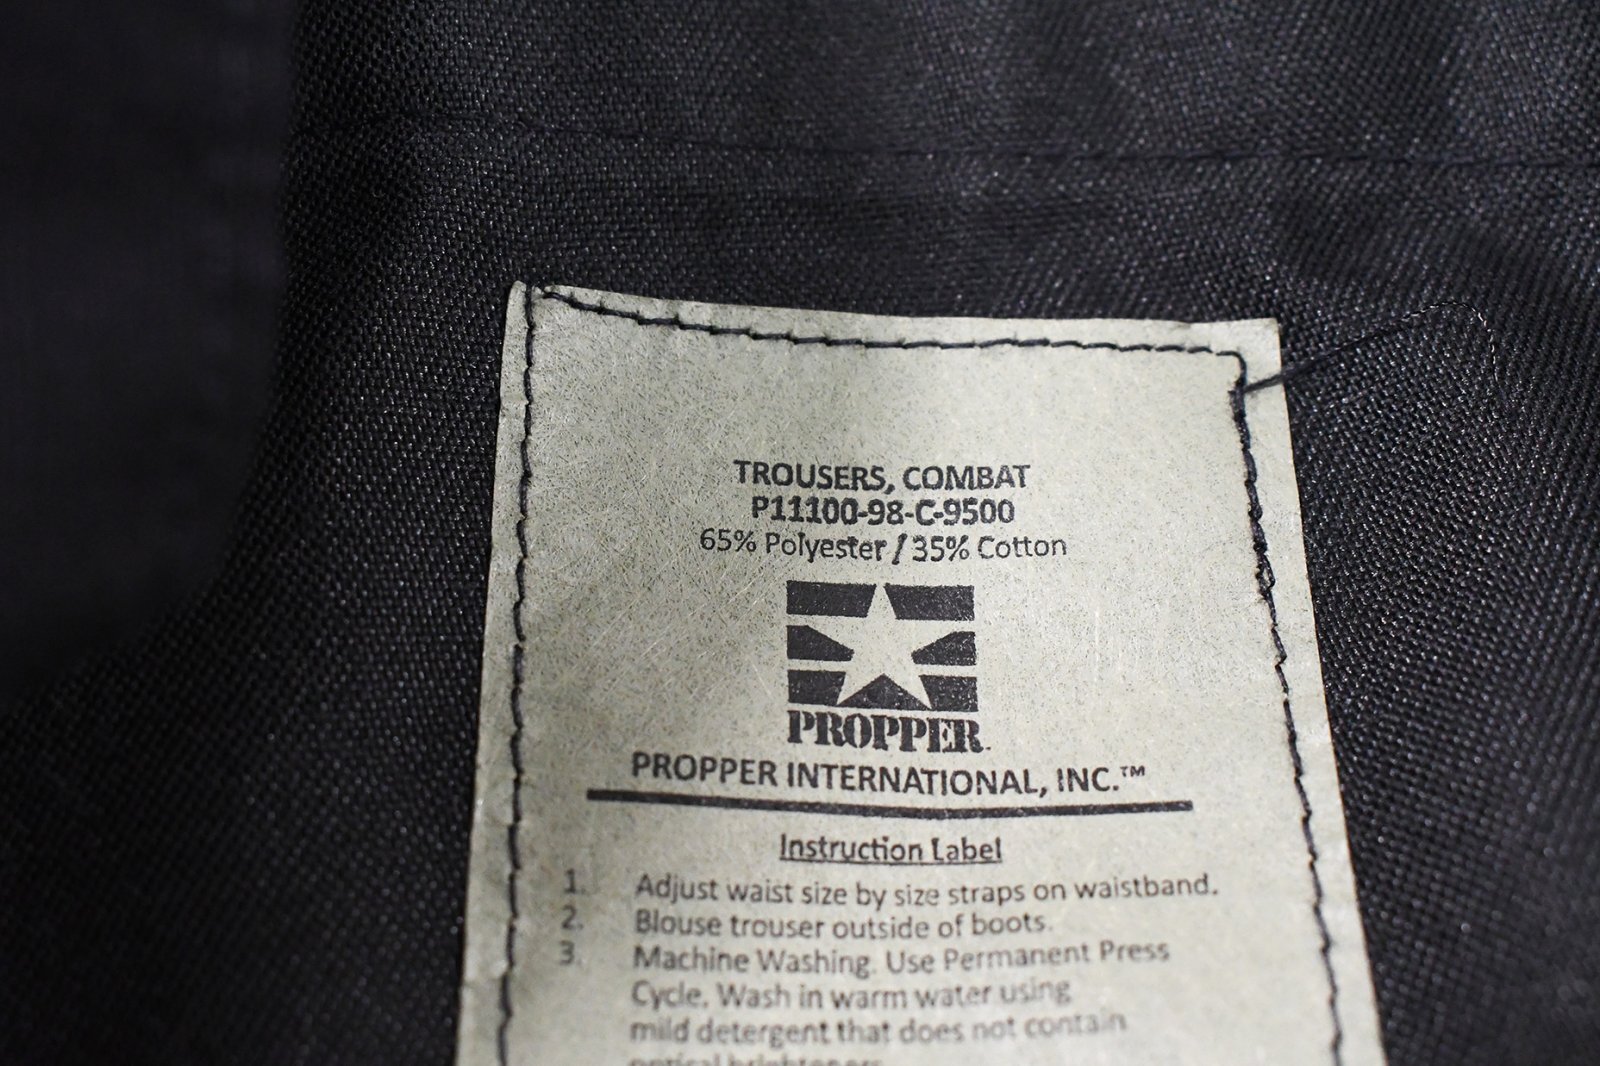 TROUSERS, COMBAT
P11100-98-C-9500
65% Polyester / 35% Cotton
PROPPER
PROPPER INTERNATIONAL, INC.™
Instruction Label
1. Adjust waist size by size straps on waistband.
2. Blouse trouser outside of boots.
3. Machine Washing. Use Permanent Press
Cycle. Wash in warm water using
mild detergent that does not contain
optical brighteners